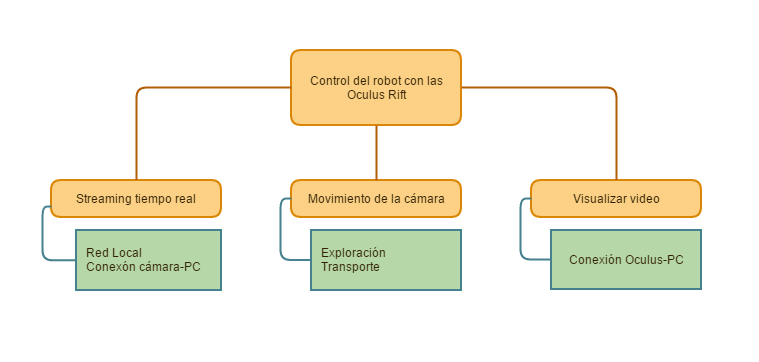 Control del robot con las
Oculus Rift
Streaming tiempo real
Movimiento de la cámara
Visualizar video
Red Local
Conexón cámara-PC
Exploración
Transporte
Conexión Oculus-PC